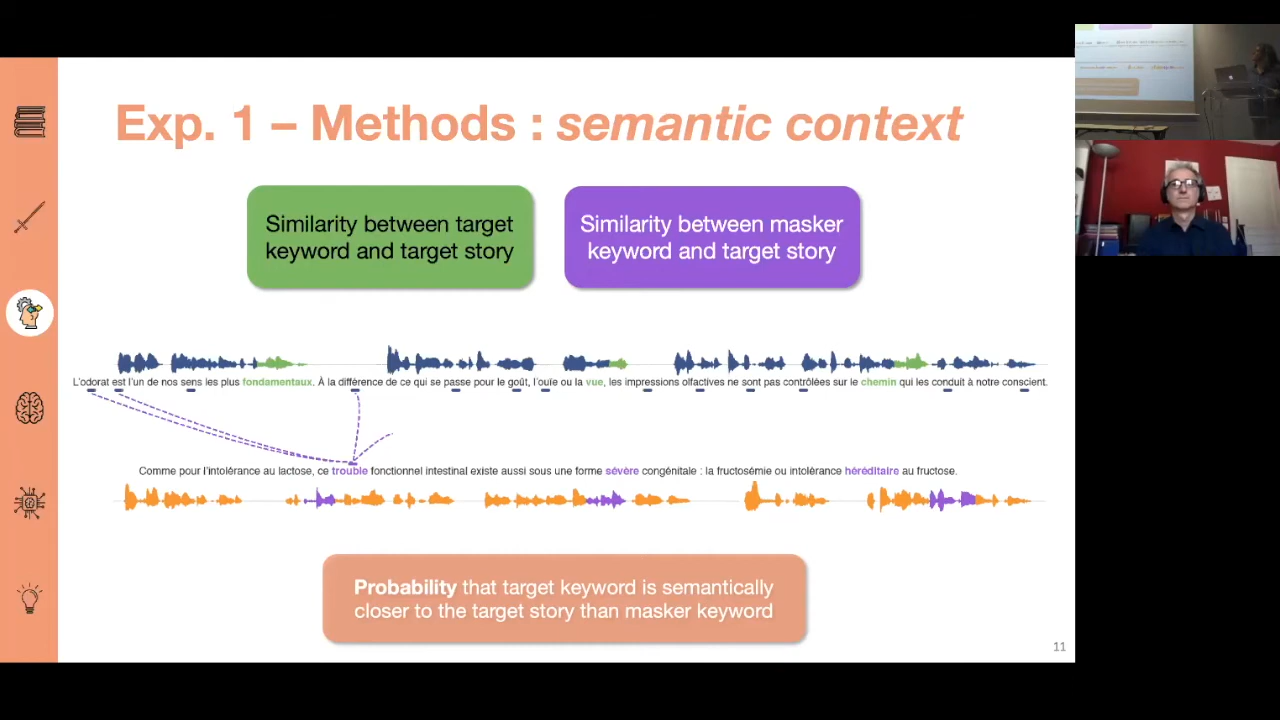 Exp. 1 – Methods : semantic context
Similarity between target
keyword and target story
Similarity between masker
keyword and target story
L'odorat est l'un de nos sens les plus fondamentaux. À la différence de ce qui se passe pour le goût, l'ouïe ou la vue, les impressions olfactives ne sont pas contrôlées sur le chemin qui les conduit à notre conscient.
Comme pour l'intolérance au lactose, ce trouble fonctionnel intestinal existe aussi sous une forme sévère congénitale : la fructosémie ou intolérance héréditaire au fructose.
Probability that target keyword is semantically
closer to the target story than masker keyword
11